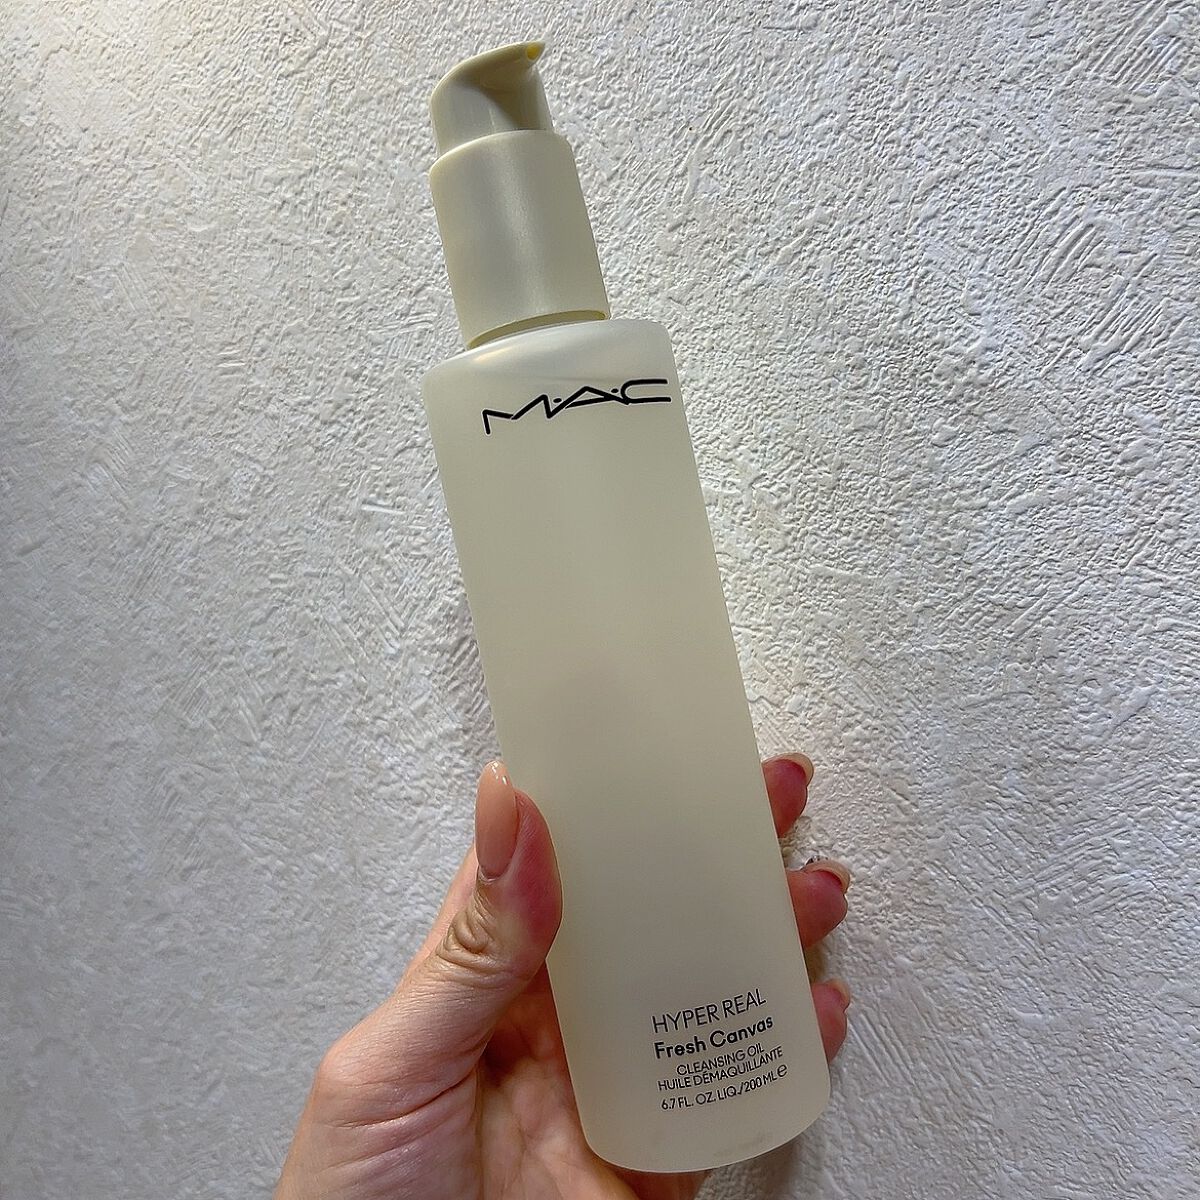 M·A·C
HYPER REAL
Fresh Canvas
CLEANSING OIL
HUILE DÉMAQUILLANTE
6.7 FL. OZ. LIQ./200 ML ℮